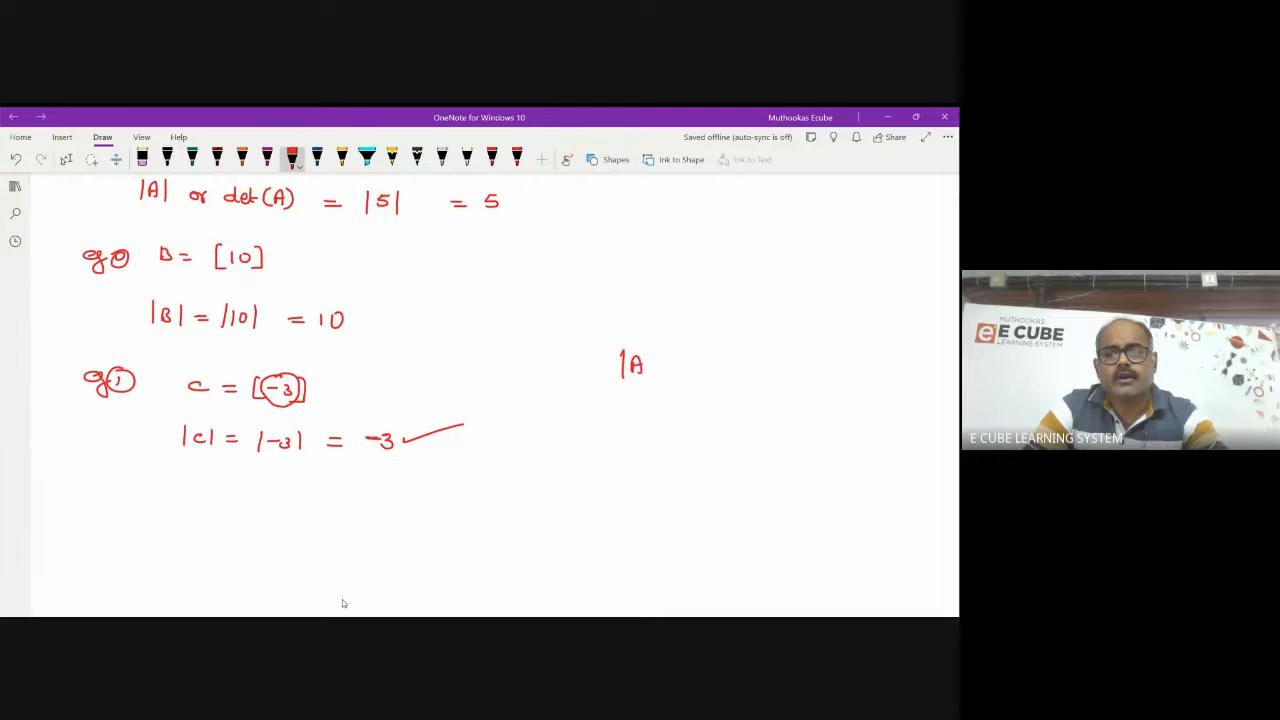 OneNote for Windows 10
Muthookas Ecube
Home Insert Draw View Help
Saved offline (auto-sync is off)
Share
Shapes
Ink to Shape
Ink to Text
|A| or det(A) = |5| = 5
eg② B = [10]
|B| = |10| = 10
eg C = [-3]
|C| = |-3| = -3
|A
MUTHOOKAS
e E CUBE
LEARNING SYSTEM
E CUBE LEARNING SYSTEM